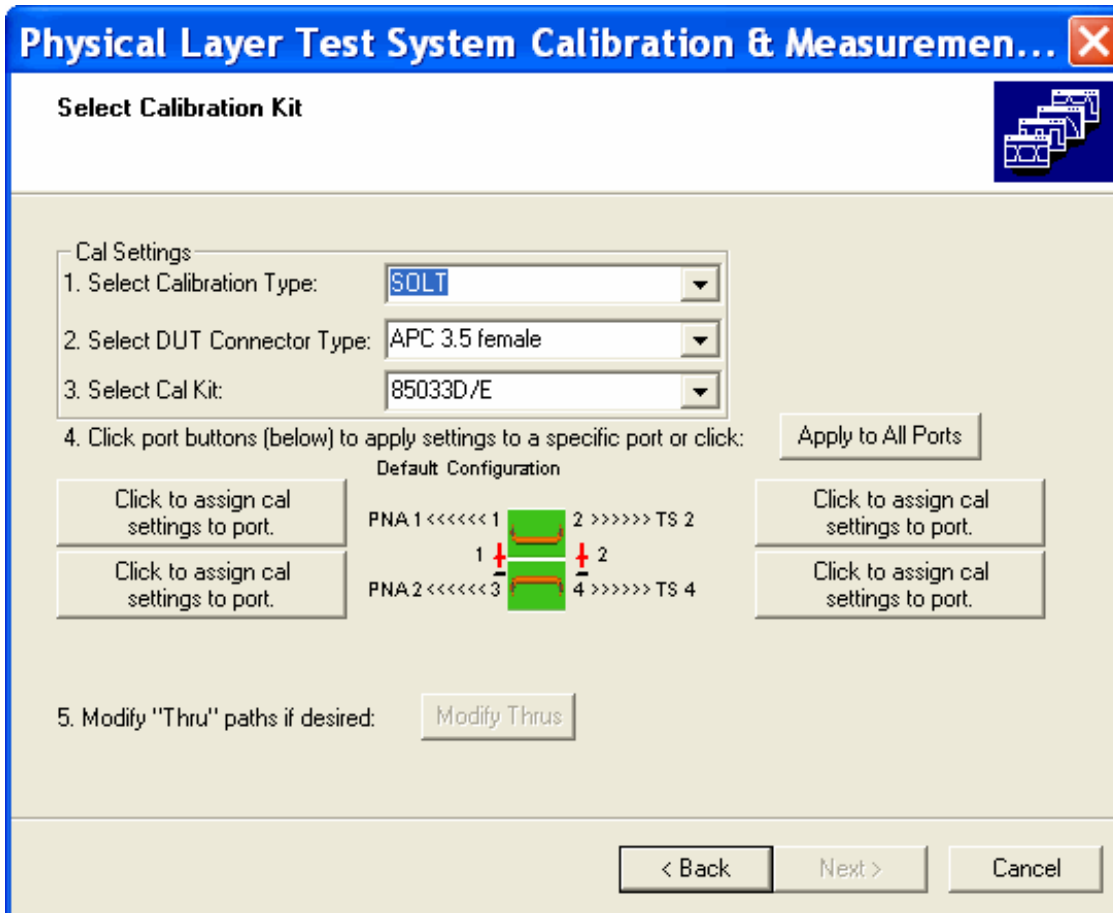 Physical Layer Test System Calibration & Measuremen...
Select Calibration Kit
Cal Settings
1. Select Calibration Type: SOLT
2. Select DUT Connector Type: APC 3.5 female
3. Select Cal Kit: 85033D/E
4. Click port buttons (below) to apply settings to a specific port or click: Apply to All Ports
Default Configuration
Click to assign cal
settings to port.
PNA 1 <<<<<< 1 2 >>>>>> TS 2
Click to assign cal
settings to port.
1 2
Click to assign cal
settings to port.
PNA 2 <<<<<< 3 4 >>>>>> TS 4
Click to assign cal
settings to port.
5. Modify "Thru" paths if desired: Modify Thrus
< Back Next > Cancel